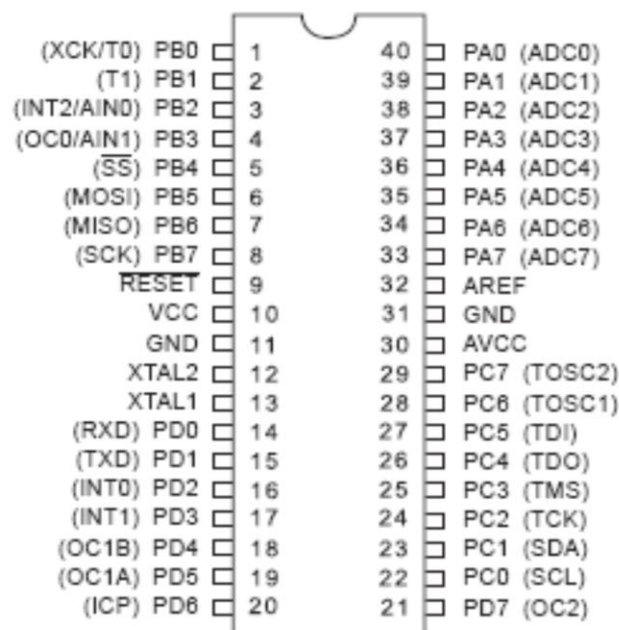 (XCK/T0) PB0 1 40 PA0 (ADC0)
(T1) PB1 2 39 PA1 (ADC1)
(INT2/AIN0) PB2 3 38 PA2 (ADC2)
(OC0/AIN1) PB3 4 37 PA3 (ADC3)
(SS) PB4 5 36 PA4 (ADC4)
(MOSI) PB5 6 35 PA5 (ADC5)
(MISO) PB6 7 34 PA6 (ADC6)
(SCK) PB7 8 33 PA7 (ADC7)
RESET 9 32 AREF
VCC 10 31 GND
GND 11 30 AVCC
XTAL2 12 29 PC7 (TOSC2)
XTAL1 13 28 PC6 (TOSC1)
(RXD) PD0 14 27 PC5 (TDI)
(TXD) PD1 15 26 PC4 (TDO)
(INT0) PD2 16 25 PC3 (TMS)
(INT1) PD3 17 24 PC2 (TCK)
(OC1B) PD4 18 23 PC1 (SDA)
(OC1A) PD5 19 22 PC0 (SCL)
(ICP) PD6 20 21 PD7 (OC2)